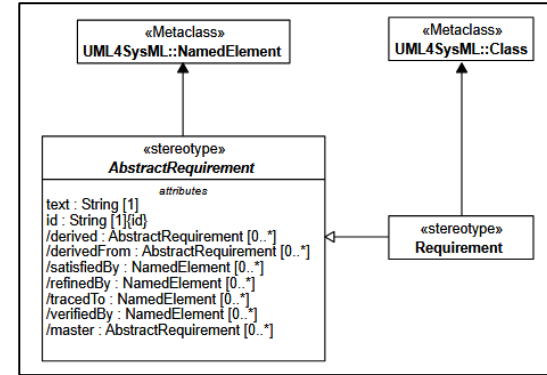 «Metaclass»
UML4SysML::NamedElement
«Metaclass»
UML4SysML::Class
«stereotype»
AbstractRequirement
attributes
text : String [1]
id : String [1]{id}
/derived : AbstractRequirement [0..*]
/derivedFrom : AbstractRequirement [0..*]
/satisfiedBy : NamedElement [0..*]
/refinedBy : NamedElement [0..*]
/tracedTo : NamedElement [0..*]
/verifiedBy : NamedElement [0..*]
/master : AbstractRequirement [0..*]
«stereotype»
Requirement